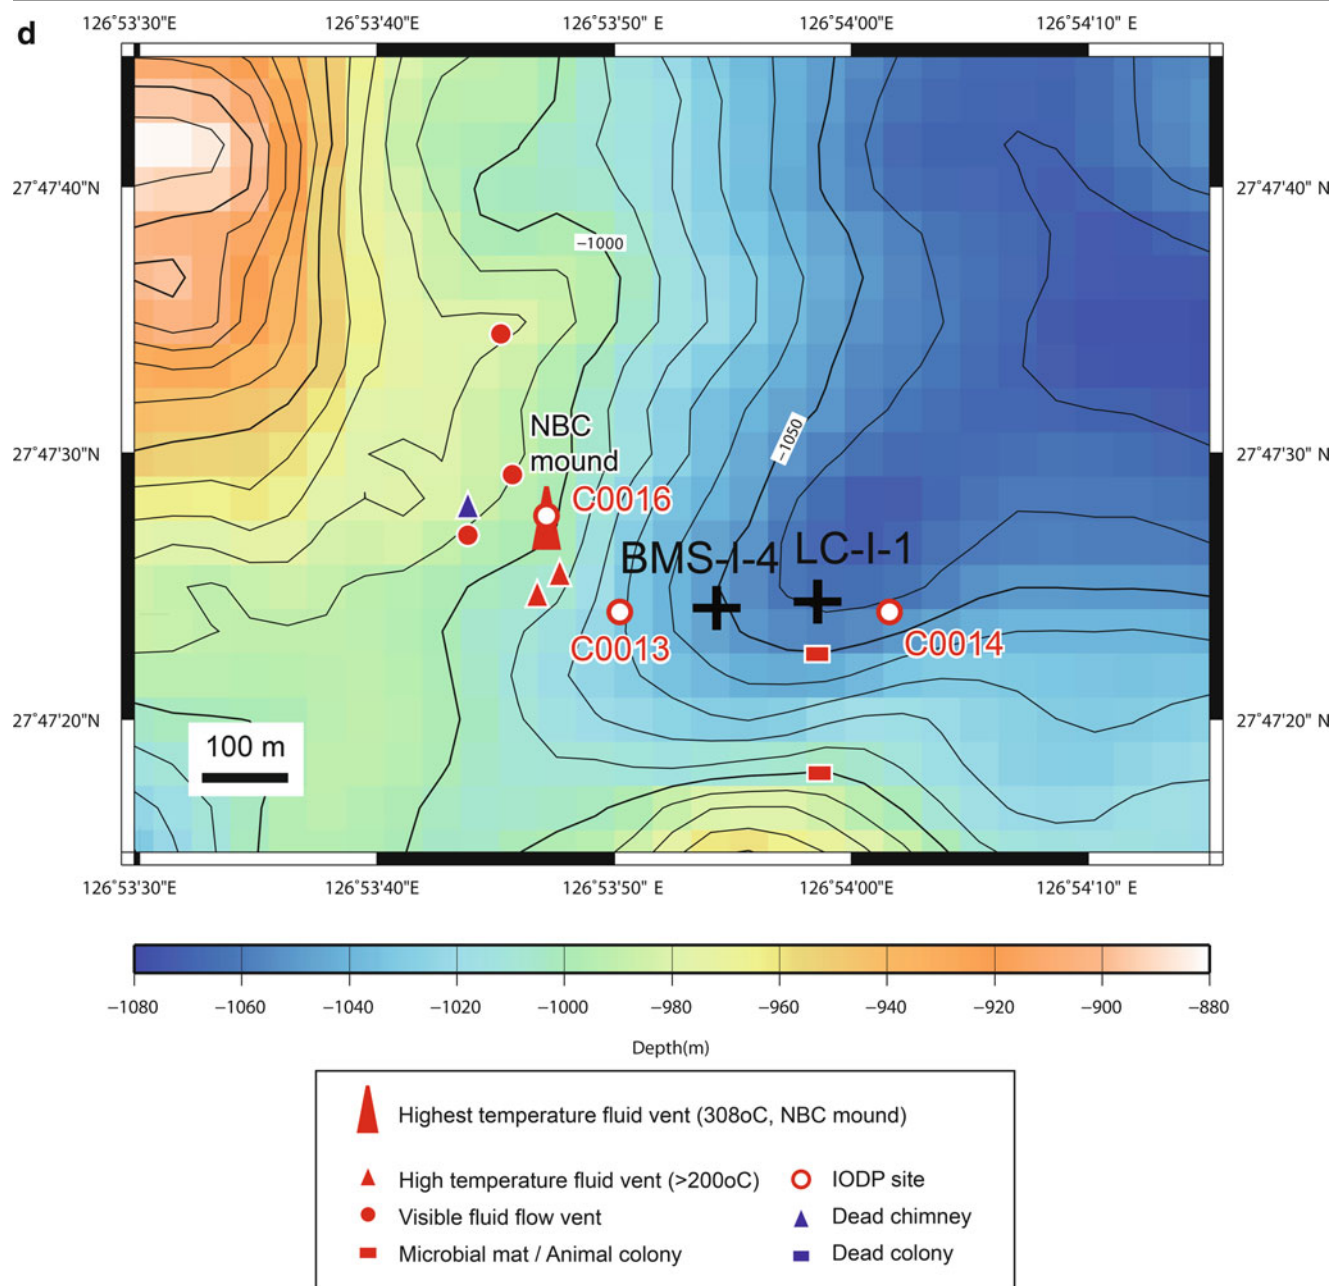 d
126°53'30"E 126°53'40"E 126°53'50"E 126°54'00"E 126°54'10"E
27°47'40"N 27°47'40" N
−1000
NBC
mound
−1050
27°47'30"N 27°47'30" N
C0016
BMS-I-4 LC-I-1
C0013 C0014
27°47'20"N 27°47'20" N
100 m
126°53'30"E 126°53'40"E 126°53'50" E 126°54'00" E 126°54'10" E
−1080 −1060 −1040 −1020 −1000 −980 −960 −940 −920 −900 −880
Depth(m)
Highest temperature fluid vent (308oC, NBC mound)
High temperature fluid vent (>200oC) IODP site
Visible fluid flow vent Dead chimney
Microbial mat / Animal colony Dead colony